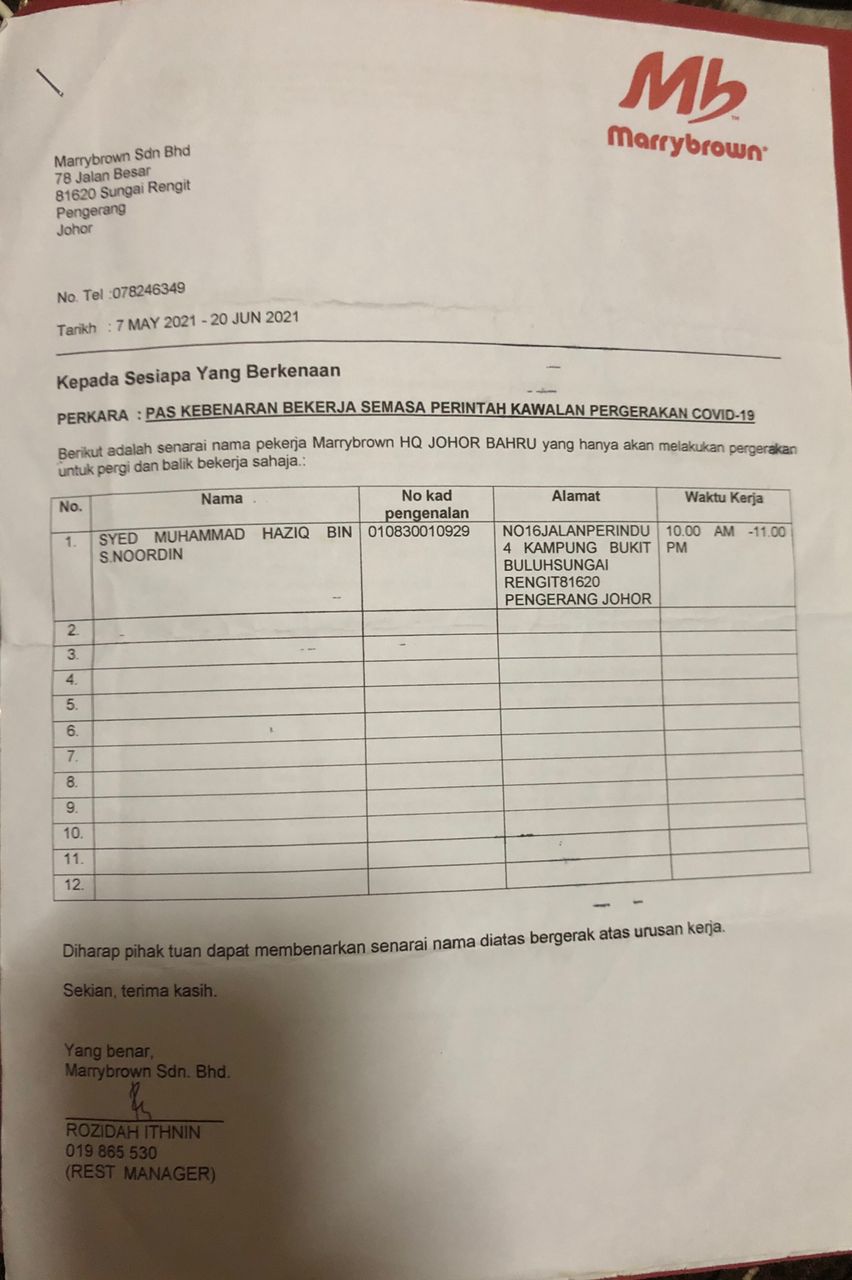 Mb TM
Marrybrown®
Marrybrown Sdn Bhd
78 Jalan Besar
81620 Sungai Rengit
Pengerang
Johor
No. Tel :078246349
Tarikh : 7 MAY 2021 - 20 JUN 2021
Kepada Sesiapa Yang Berkenaan
PERKARA : PAS KEBENARAN BEKERJA SEMASA PERINTAH KAWALAN PERGERAKAN COVID-19
Berikut adalah senarai nama pekerja Marrybrown HQ JOHOR BAHRU yang hanya akan melakukan pergerakan
untuk pergi dan balik bekerja sahaja.:
No. Nama No kad pengenalan Alamat Waktu Kerja
1. SYED MUHAMMAD HAZIQ BIN 010830010929 NO16JALANPERINDU 10.00 AM -11.00
S.NOORDIN 4 KAMPUNG BUKIT PM
BULUHSUNGAI
RENGIT81620
PENGERANG JOHOR
2.
3.
4.
5.
6.
7.
8.
9.
10.
11.
12.
Diharap pihak tuan dapat membenarkan senarai nama diatas bergerak atas urusan kerja.
Sekian, terima kasih.
Yang benar,
Marrybrown Sdn. Bhd.
ROZIDAH ITHNIN
019 865 530
(REST MANAGER)